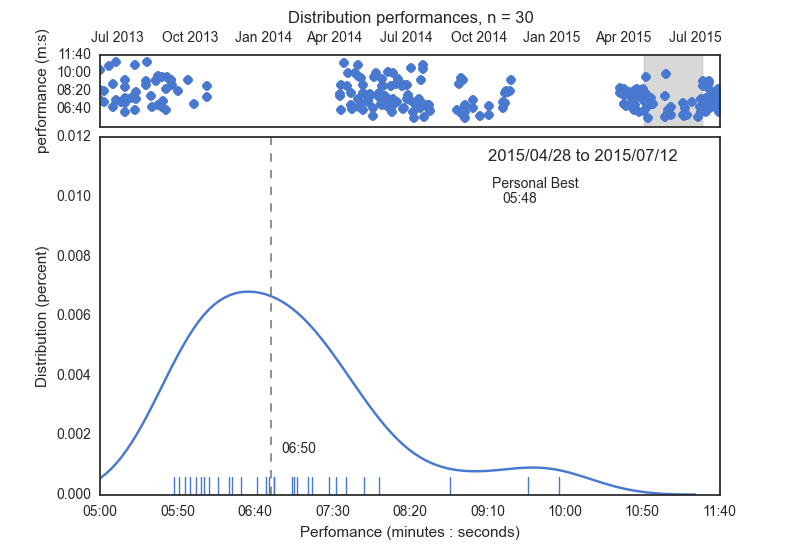 Distribution performances, n = 30
Jul 2013 Oct 2013 Jan 2014 Apr 2014 Jul 2014 Oct 2014 Jan 2015 Apr 2015 Jul 2015
performance (m:s)
11:40
10:00
08:20
06:40
Distribution (percent)
0.012
0.010
0.008
0.006
0.004
0.002
0.000
2015/04/28 to 2015/07/12
Personal Best
05:48
06:50
05:00 05:50 06:40 07:30 08:20 09:10 10:00 10:50 11:40
Perfomance (minutes : seconds)